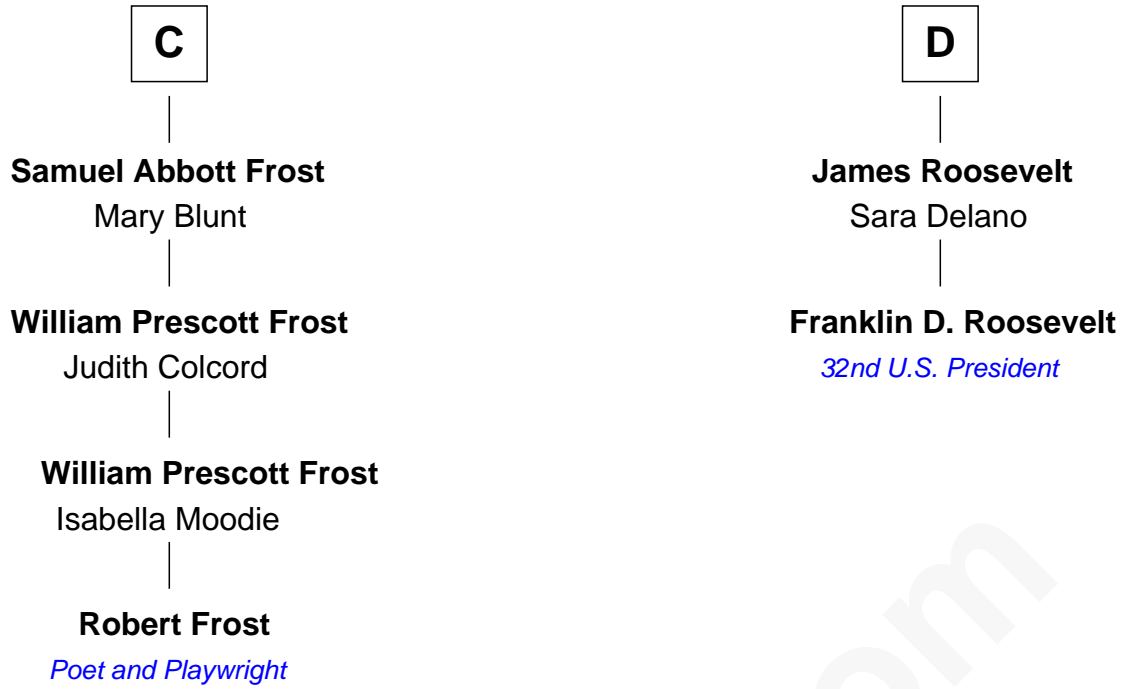 C
Samuel Abbott Frost
Mary Blunt
William Prescott Frost
Judith Colcord
William Prescott Frost
Isabella Moodie
Robert Frost
Poet and Playwright
D
James Roosevelt
Sara Delano
Franklin D. Roosevelt
32nd U.S. President
om